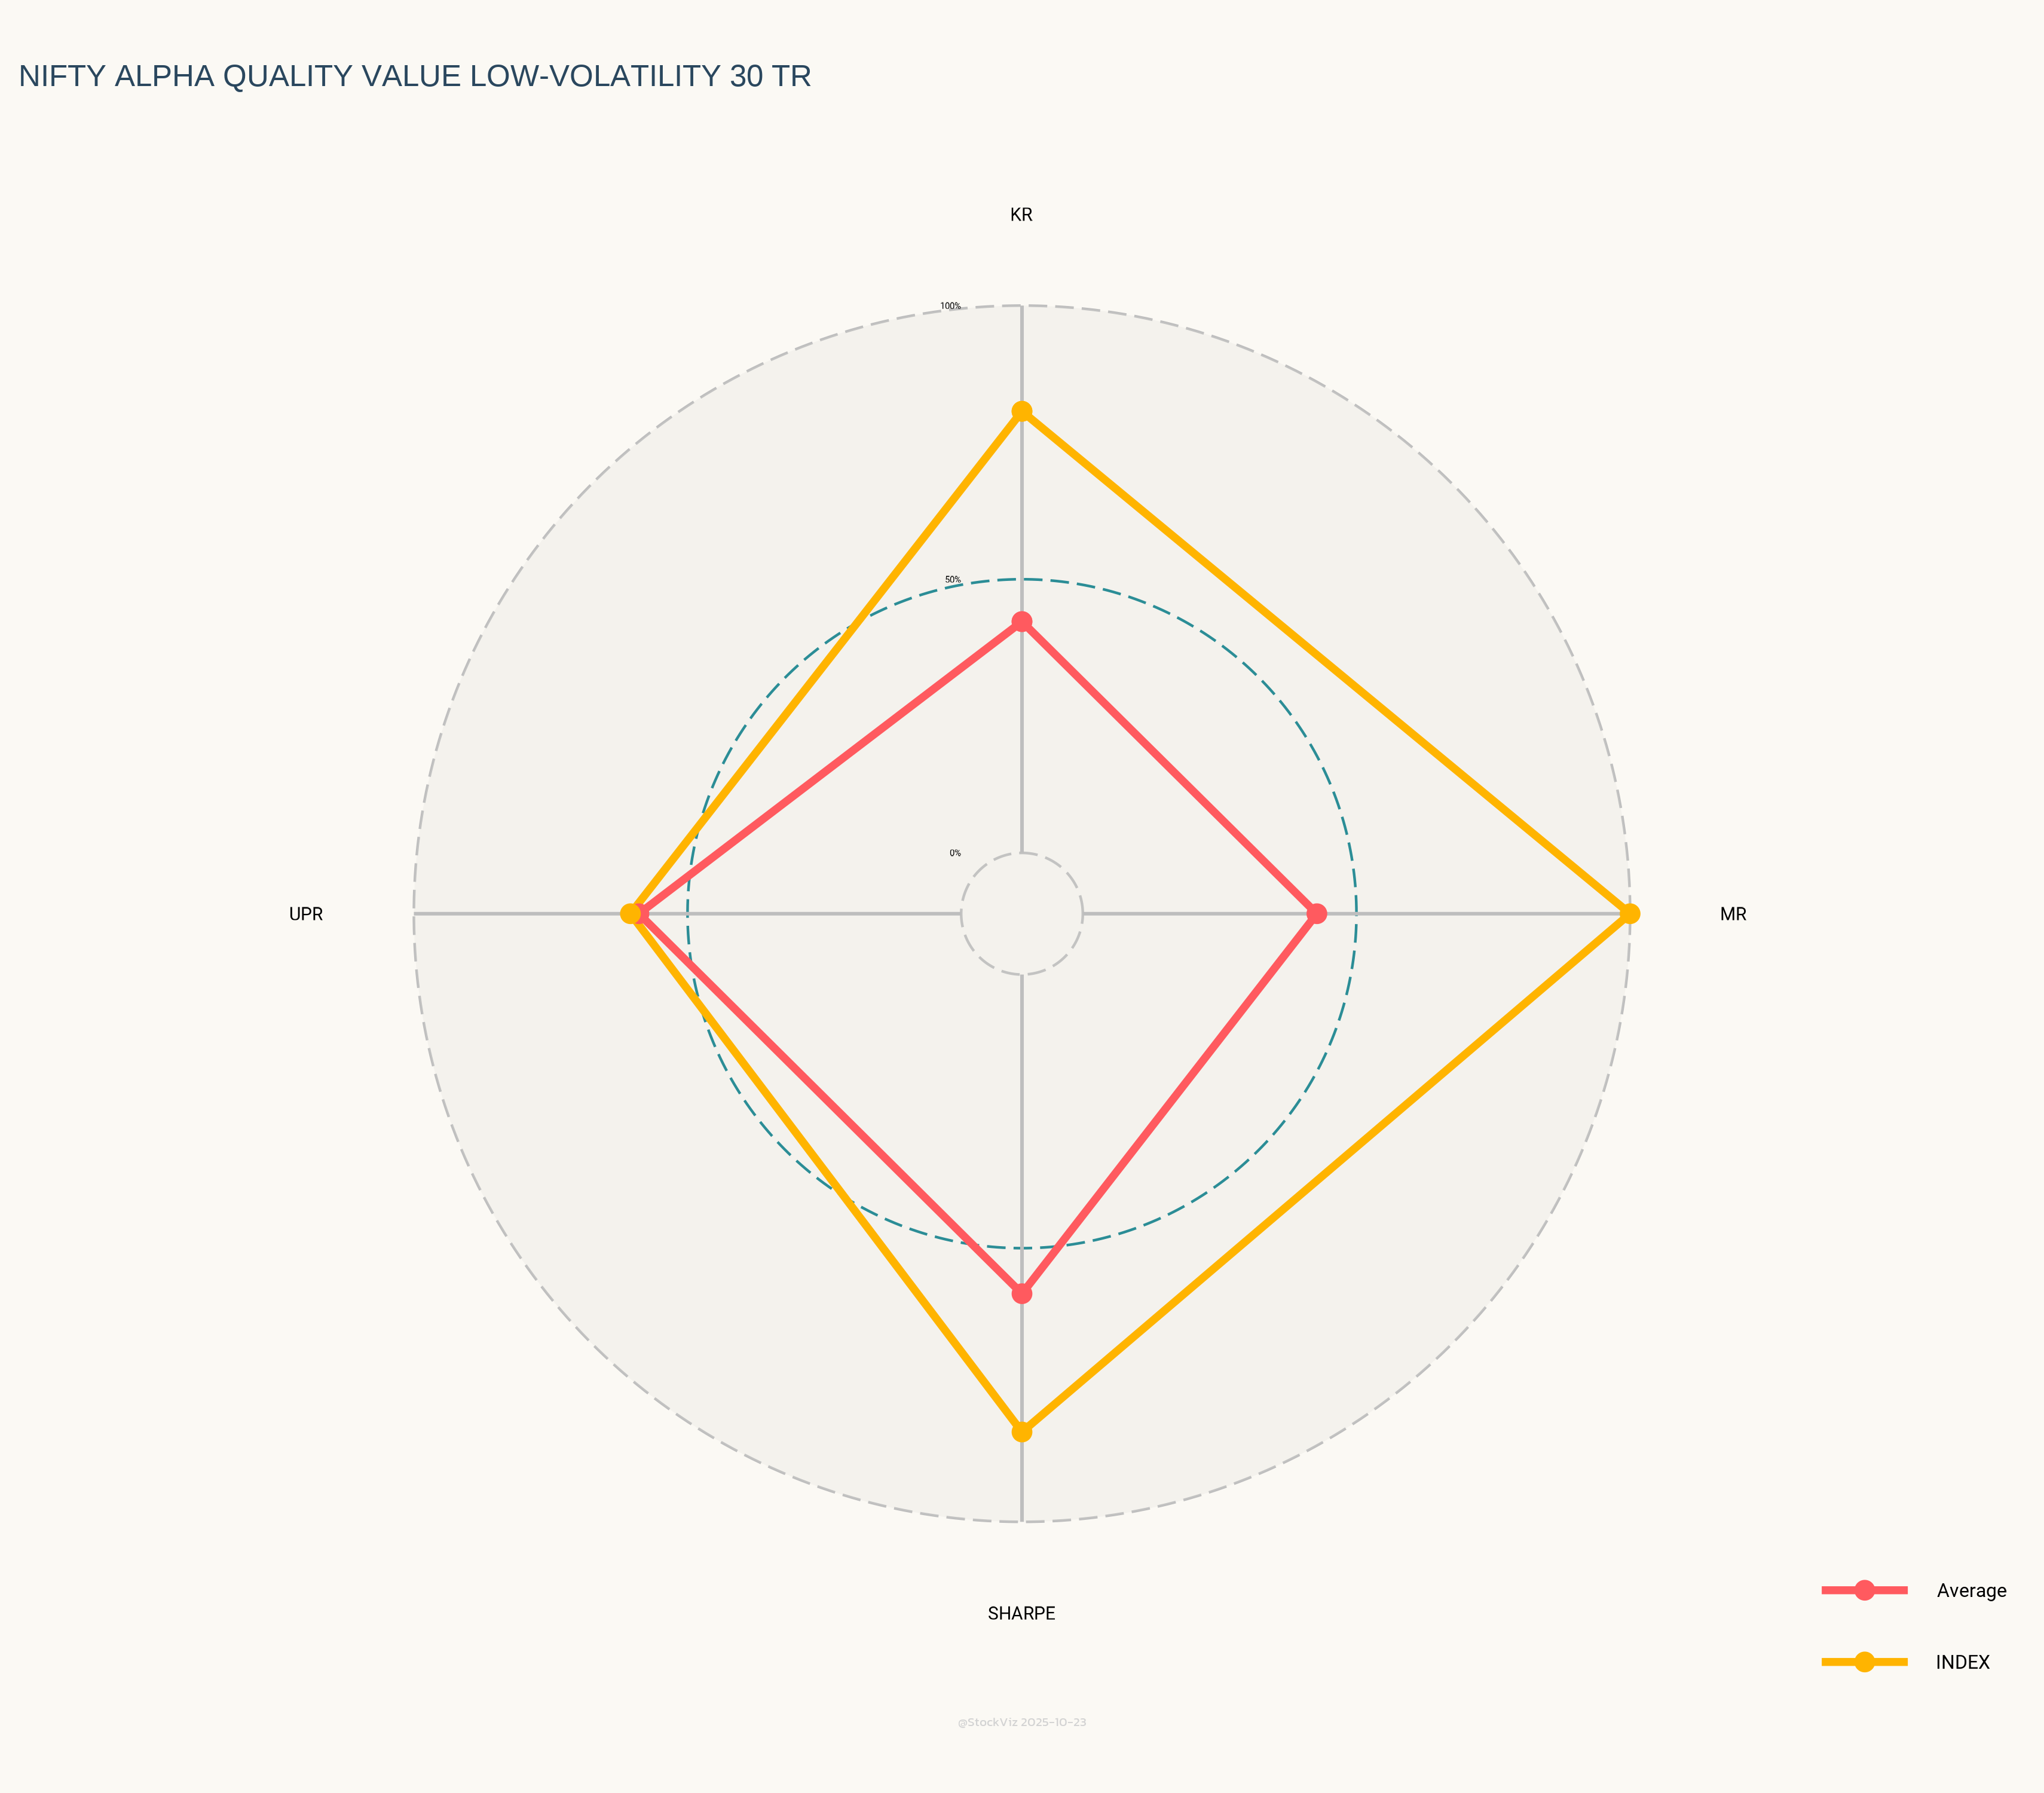 NIFTY ALPHA QUALITY VALUE LOW-VOLATILITY 30 TR
KR
100%
50%
0%
UPR
MR
SHARPE
Average
INDEX
@StockViz 2025-10-23